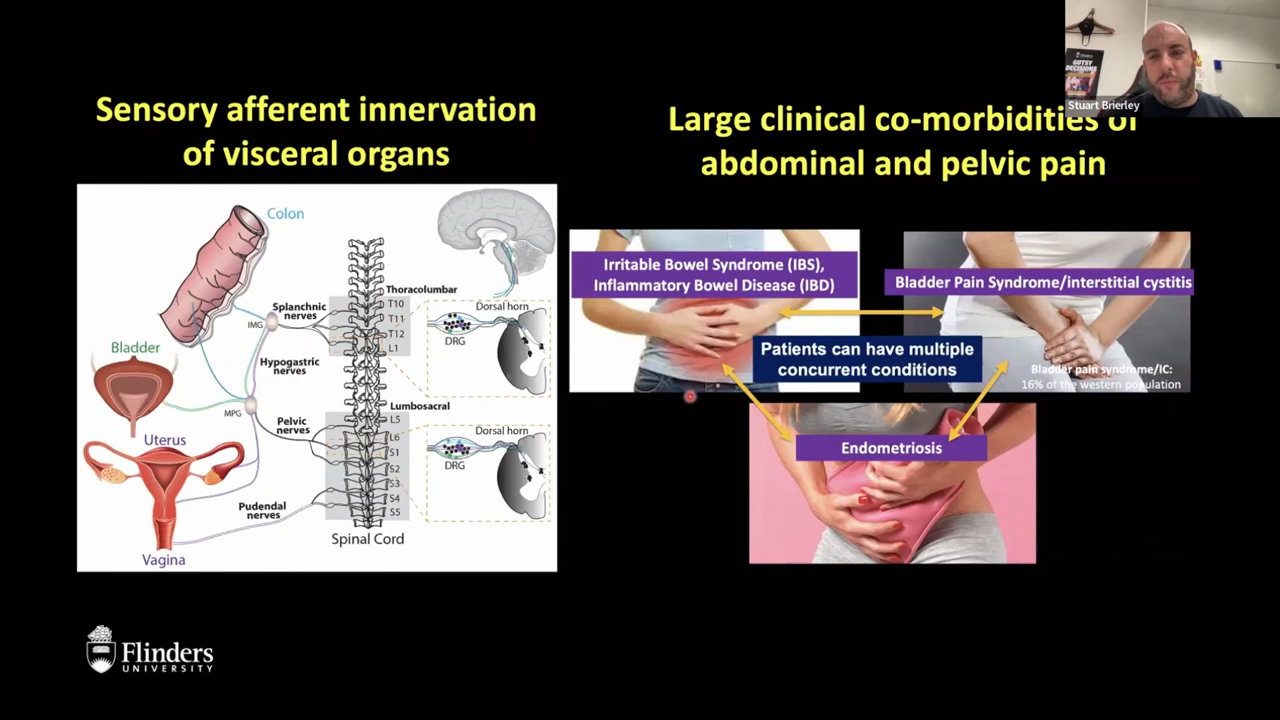 GUTSY
DECISIONS
Stuart Brierley
Sensory afferent innervation
of visceral organs
Large clinical co-morbidities of
abdominal and pelvic pain
Colon
Bladder
Uterus
Vagina
IMG
MPG
Splanchnic
nerves
Hypogastric
nerves
Pelvic
nerves
Pudendal
nerves
Thoracolumbar
T10
T11
T12
L1
Lumbosacral
L5
L6
S1
S2
S3
S4
S5
Spinal Cord
Dorsal horn
DRG
Dorsal horn
DRG
Irritable Bowel Syndrome (IBS),
Inflammatory Bowel Disease (IBD)
Bladder Pain Syndrome/interstitial cystitis
Patients can have multiple
concurrent conditions
Bladder pain syndrome/IC:
16% of the western population
Endometriosis
Flinders
UNIVERSITY